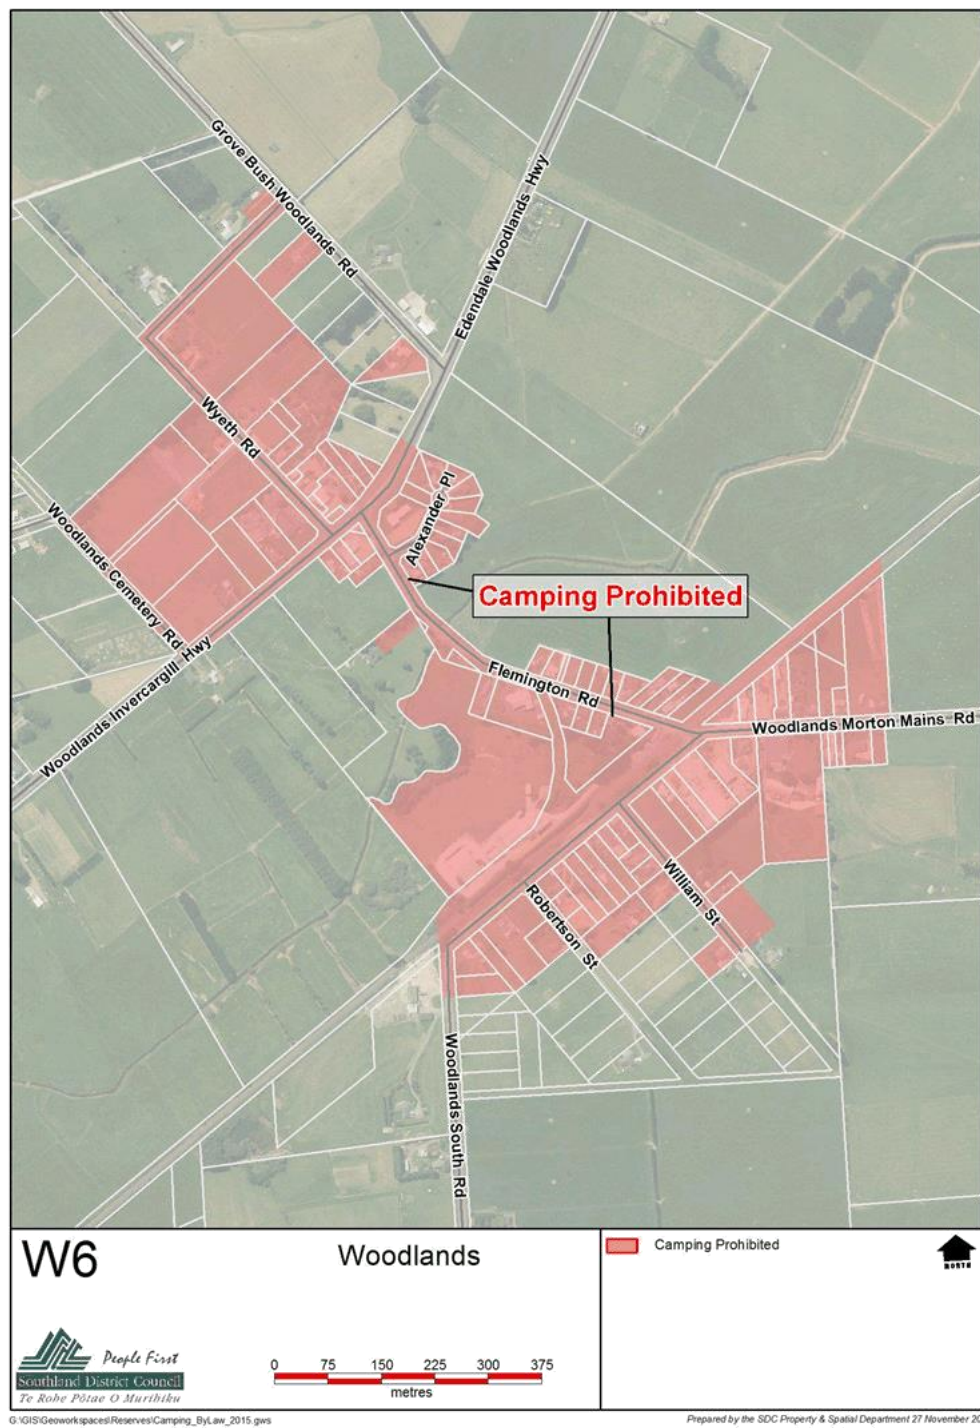 Grove Bush Woodlands Rd
Edendale Woodlands Hwy
Wyeth Rd
Alexander Pl
Woodlands Cemetery Rd
Camping Prohibited
Woodlands Invercargill Hwy
Flemington Rd
Woodlands Morton Mains Rd
William St
Robertson St
Woodlands South Rd
W6
Woodlands
Camping Prohibited
NORTH
People First
Southland District Council
Te Rohe Pōtae O Murihiku
0 75 150 225 300 375
metres
G:\GIS\Geoworkspaces\Reserves\Camping_ByLaw_2015.gws
Prepared by the SDC Property & Spatial Department 27 November